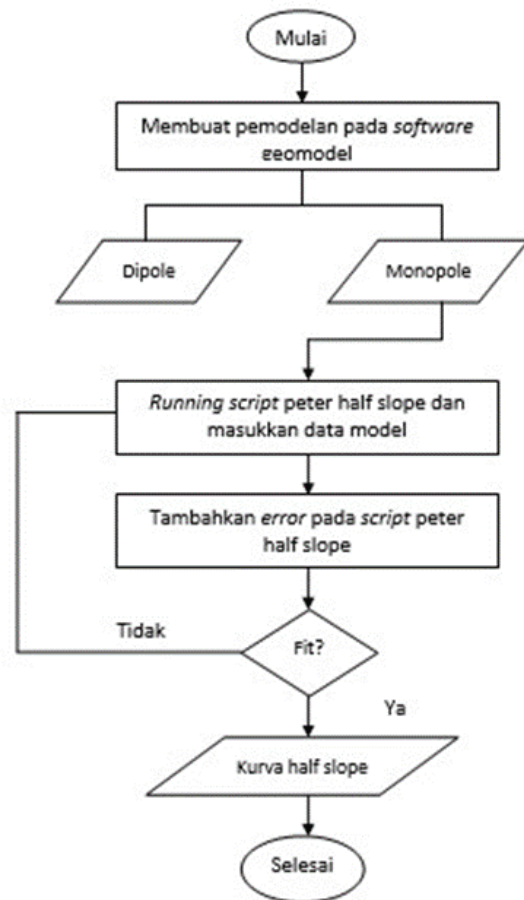 Mulai
Membuat pemodelan pada software
geomodel
Dipole
Monopole
Running script peter half slope dan
masukkan data model
Tambahkan error pada script peter
half slope
Tidak
Fit?
Ya
Kurva half slope
Selesai